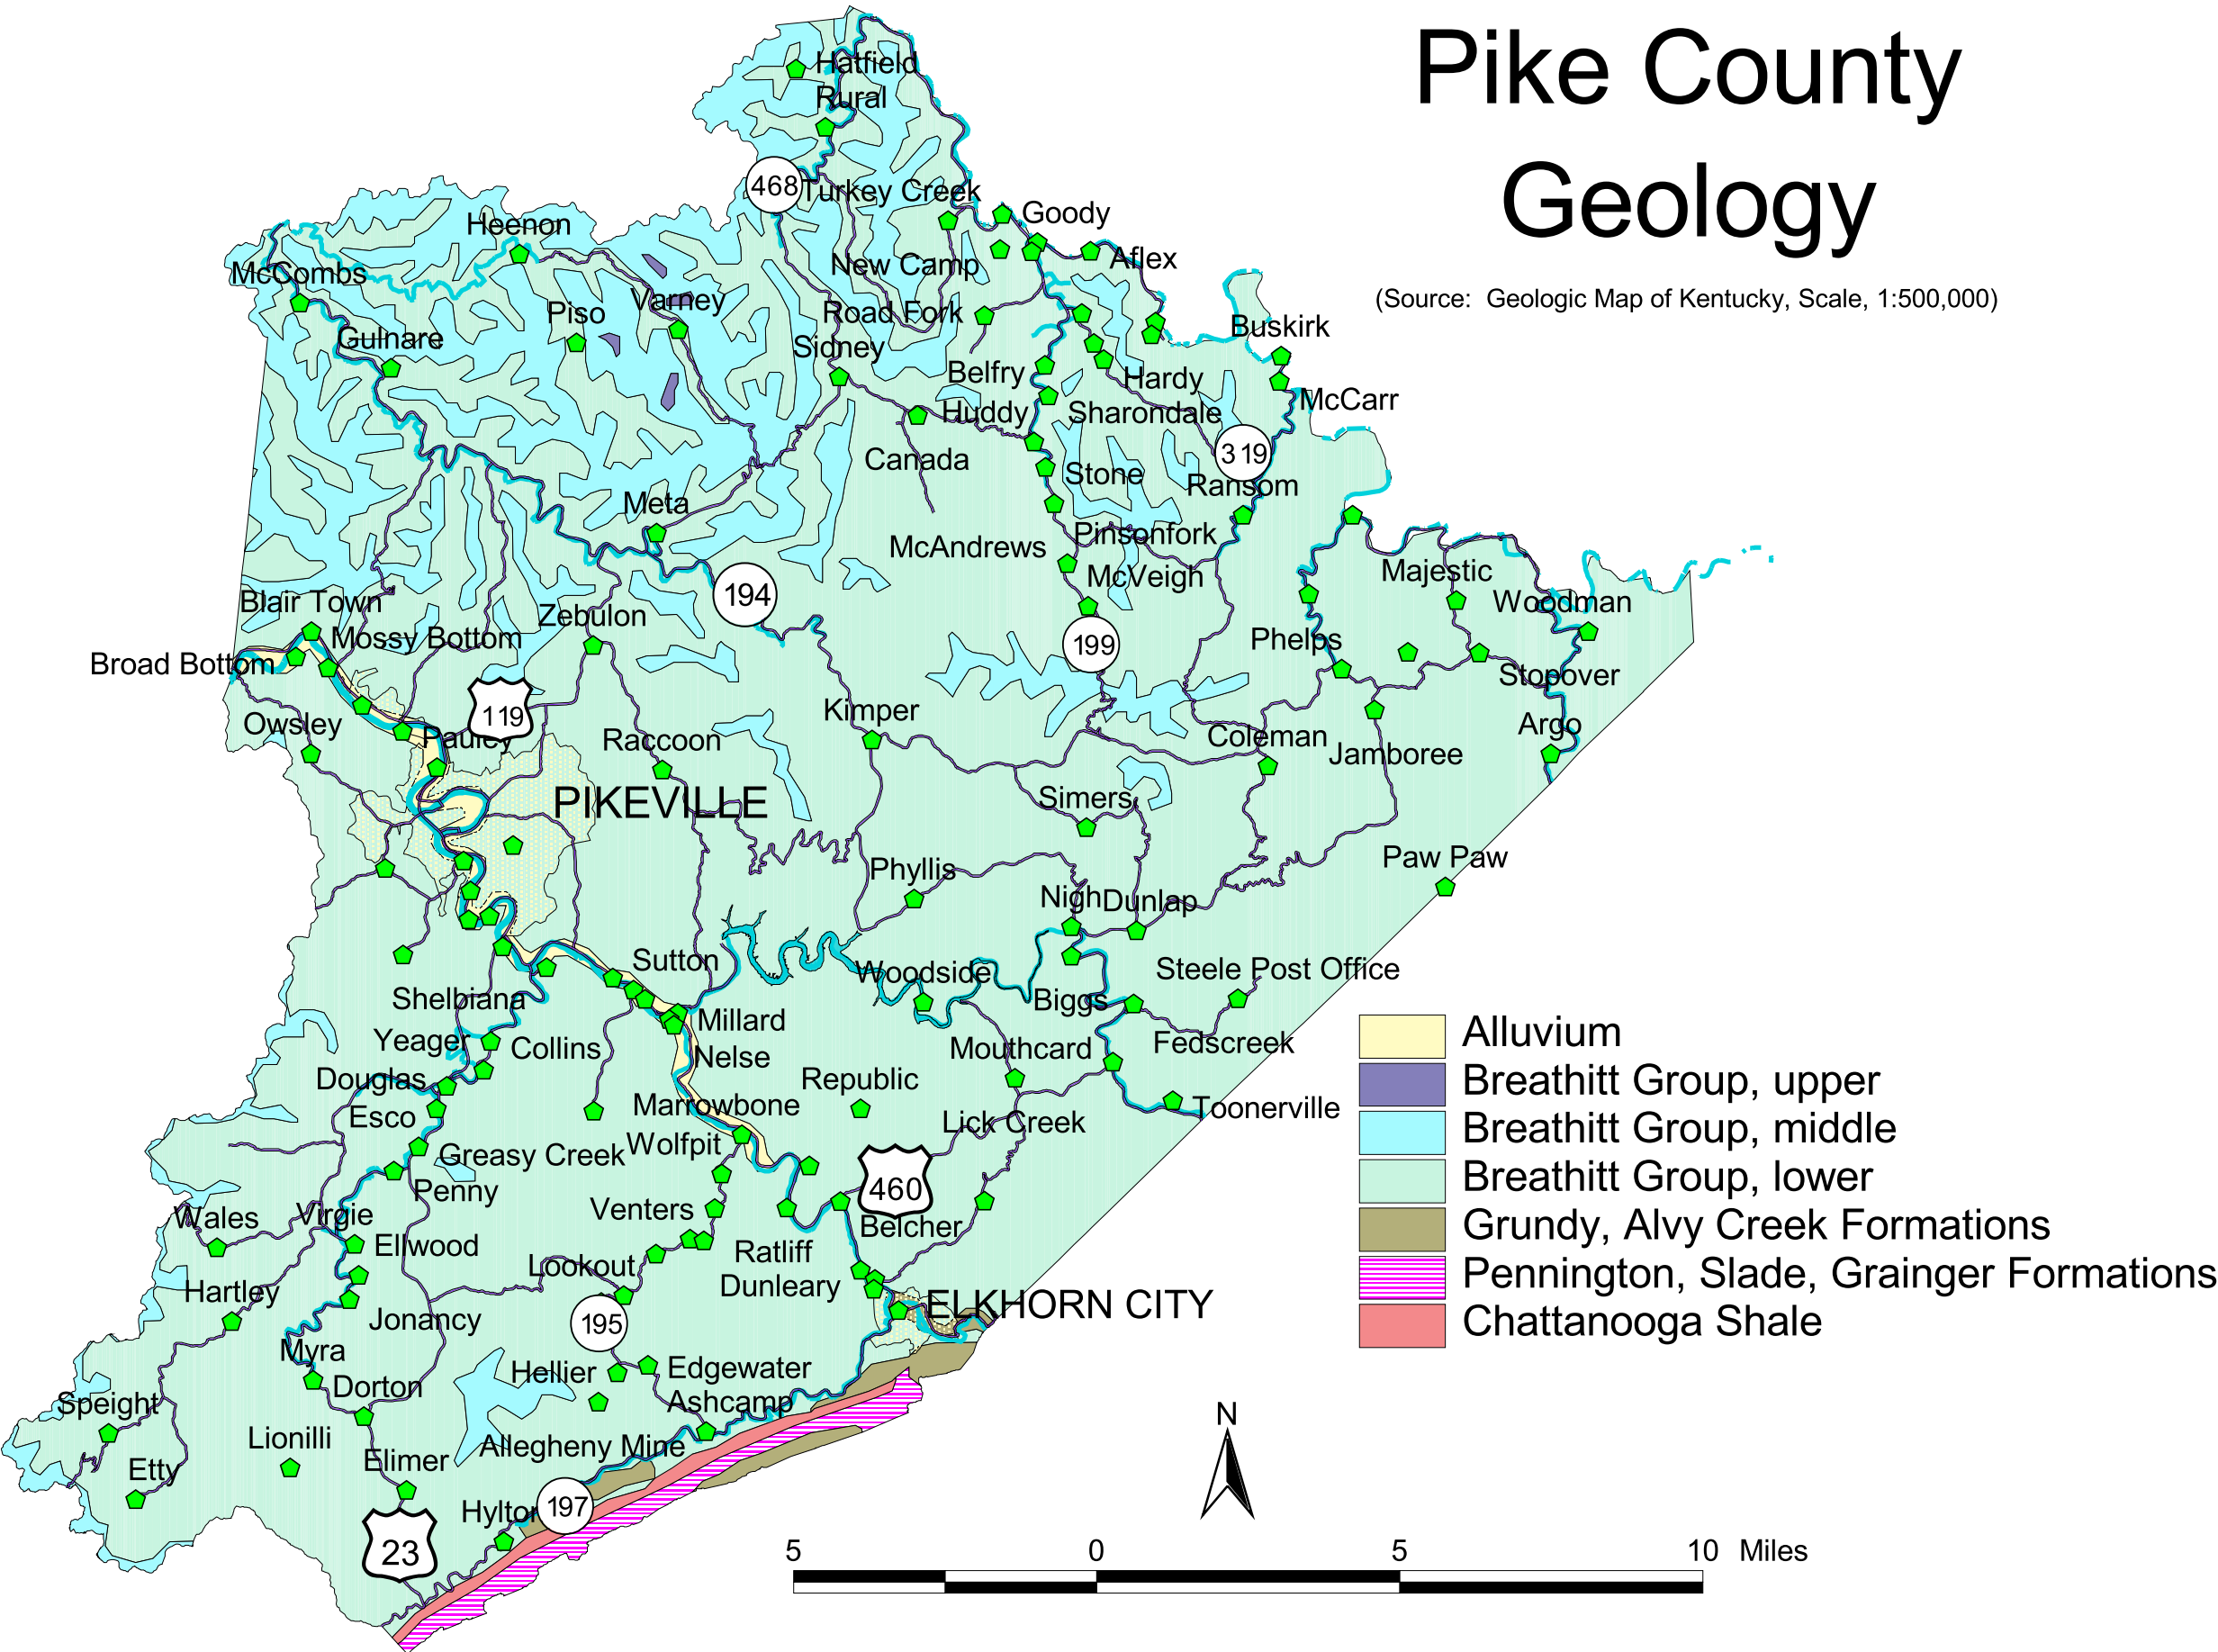 Pike County
Geology
(Source: Geologic Map of Kentucky, Scale, 1:500,000)
Hatfield
Rural
468
Turkey Creek
Goody
Heenon
Aflex
New Camp
McCombs
Varney
Piso
Road Fork
Buskirk
Gulnare
Sidney
Belfry
Hardy
McCarr
Huddy
Sharondale
319
Canada
Stone
Ransom
Meta
Pinsonfork
McAndrews
McVeigh
Majestic
194
Blair Town
Woodman
Zebulon
Mossy Bottom
199
Phelps
Broad Bottom
Stopover
119
Kimper
Owsley
Argo
Pauley
Raccoon
Coleman
Jamboree
PIKEVILLE
Simers
Paw Paw
Phyllis
Nigh
Dunlap
Sutton
Woodside
Steele Post Office
Shelbiana
Biggs
Millard
Yeager
Collins
Mouthcard
Fedscreek
Nelse
Douglas
Republic
Marrowbone
Toonerville
Esco
Lick Creek
Wolfpit
Greasy Creek
Penny
460
Venters
Wales
Virgie
Belcher
Ellwood
Ratliff
Lookout
Dunleary
Hartley
ELKHORN CITY
Jonancy
195
Myra
Hellier
Edgewater
Dorton
Ashcamp
Speight
Lionilli
Allegheny Mine
Elimer
Etty
197
Hylton
23
Alluvium
Breathitt Group, upper
Breathitt Group, middle
Breathitt Group, lower
Grundy, Alvy Creek Formations
Pennington, Slade, Grainger Formations
Chattanooga Shale
N
5 0 5 10 Miles